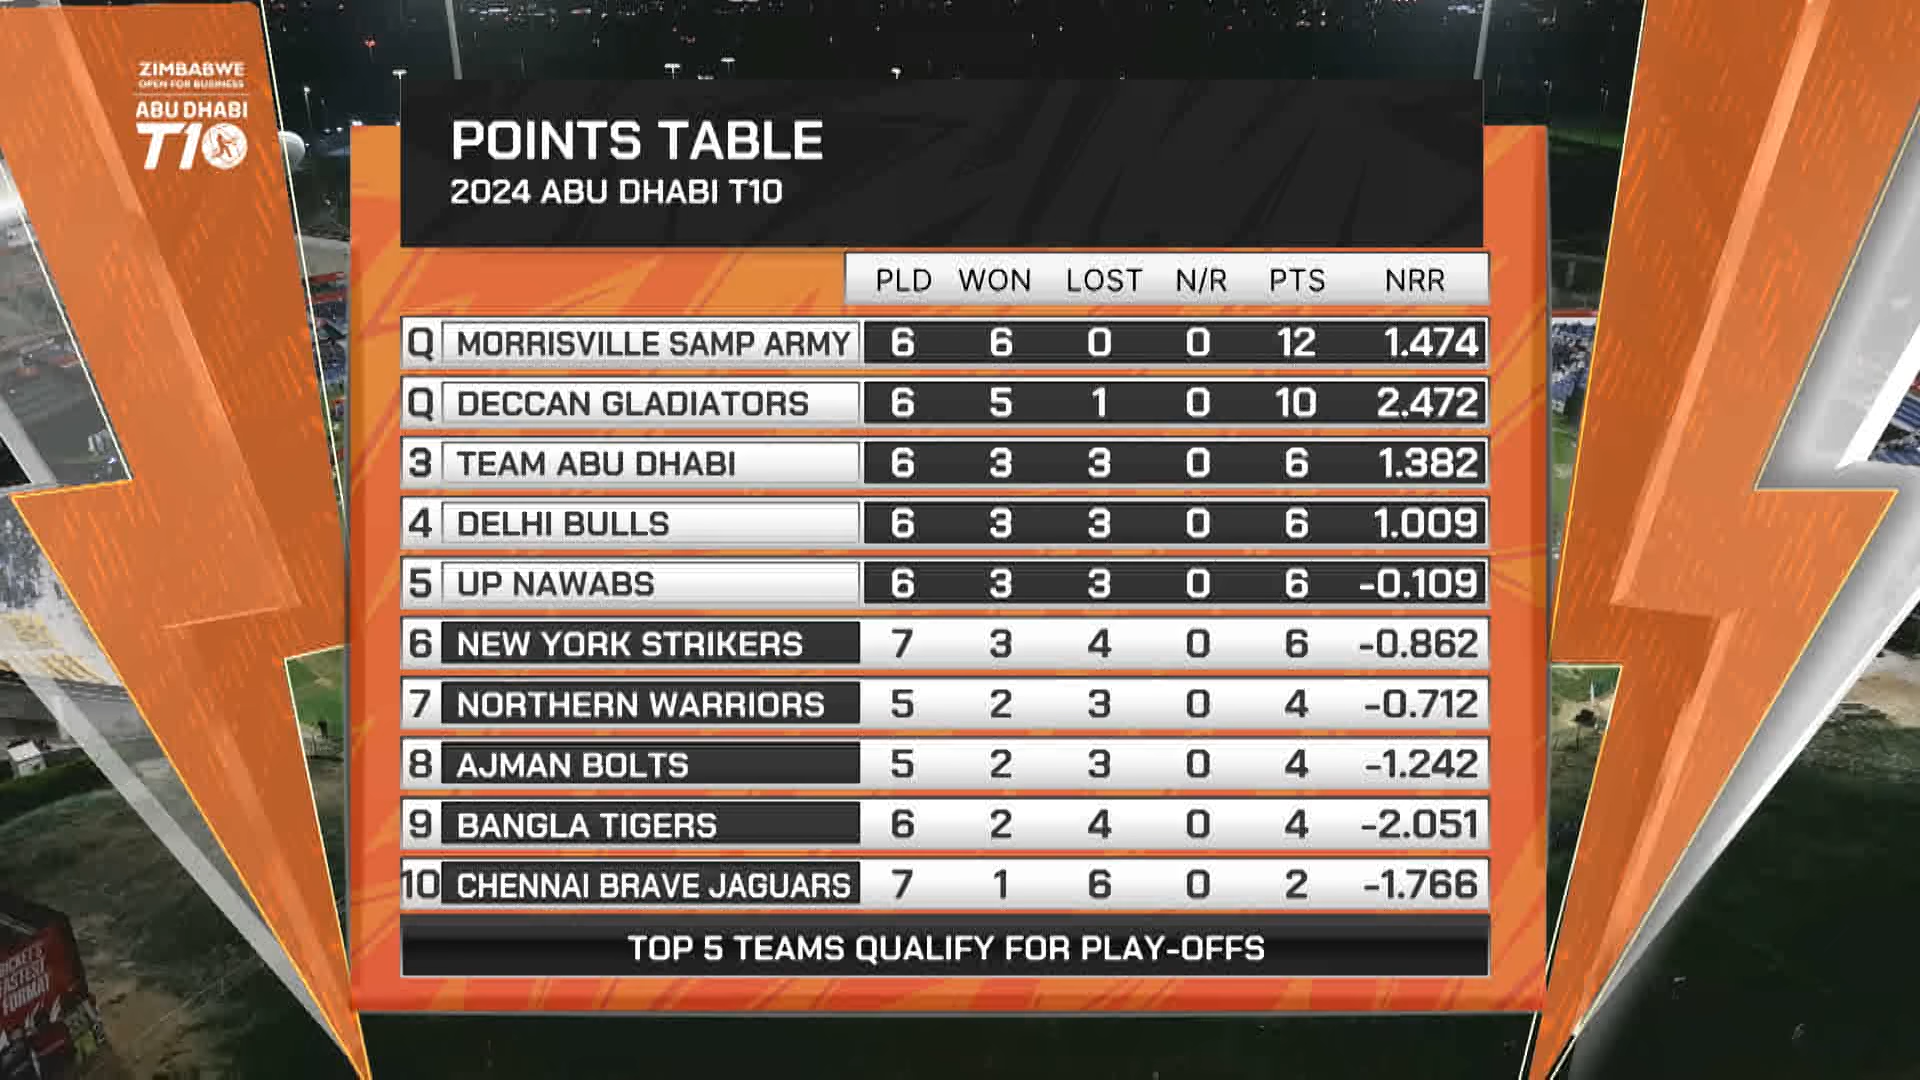 ZIMBABWE
OPEN FOR BUSINESS
ABU DHABI
T10
POINTS TABLE
2024 ABU DHABI T10
PLD WON LOST N/R PTS NRR
Q MORRISVILLE SAMP ARMY 6 6 0 0 12 1.474
Q DECCAN GLADIATORS 6 5 1 0 10 2.472
3 TEAM ABU DHABI 6 3 3 0 6 1.382
4 DELHI BULLS 6 3 3 0 6 1.009
5 UP NAWABS 6 3 3 0 6 -0.109
6 NEW YORK STRIKERS 7 3 4 0 6 -0.862
7 NORTHERN WARRIORS 5 2 3 0 4 -0.712
8 AJMAN BOLTS 5 2 3 0 4 -1.242
9 BANGLA TIGERS 6 2 4 0 4 -2.051
10 CHENNAI BRAVE JAGUARS 7 1 6 0 2 -1.766
TOP 5 TEAMS QUALIFY FOR PLAY-OFFS
FORMAT